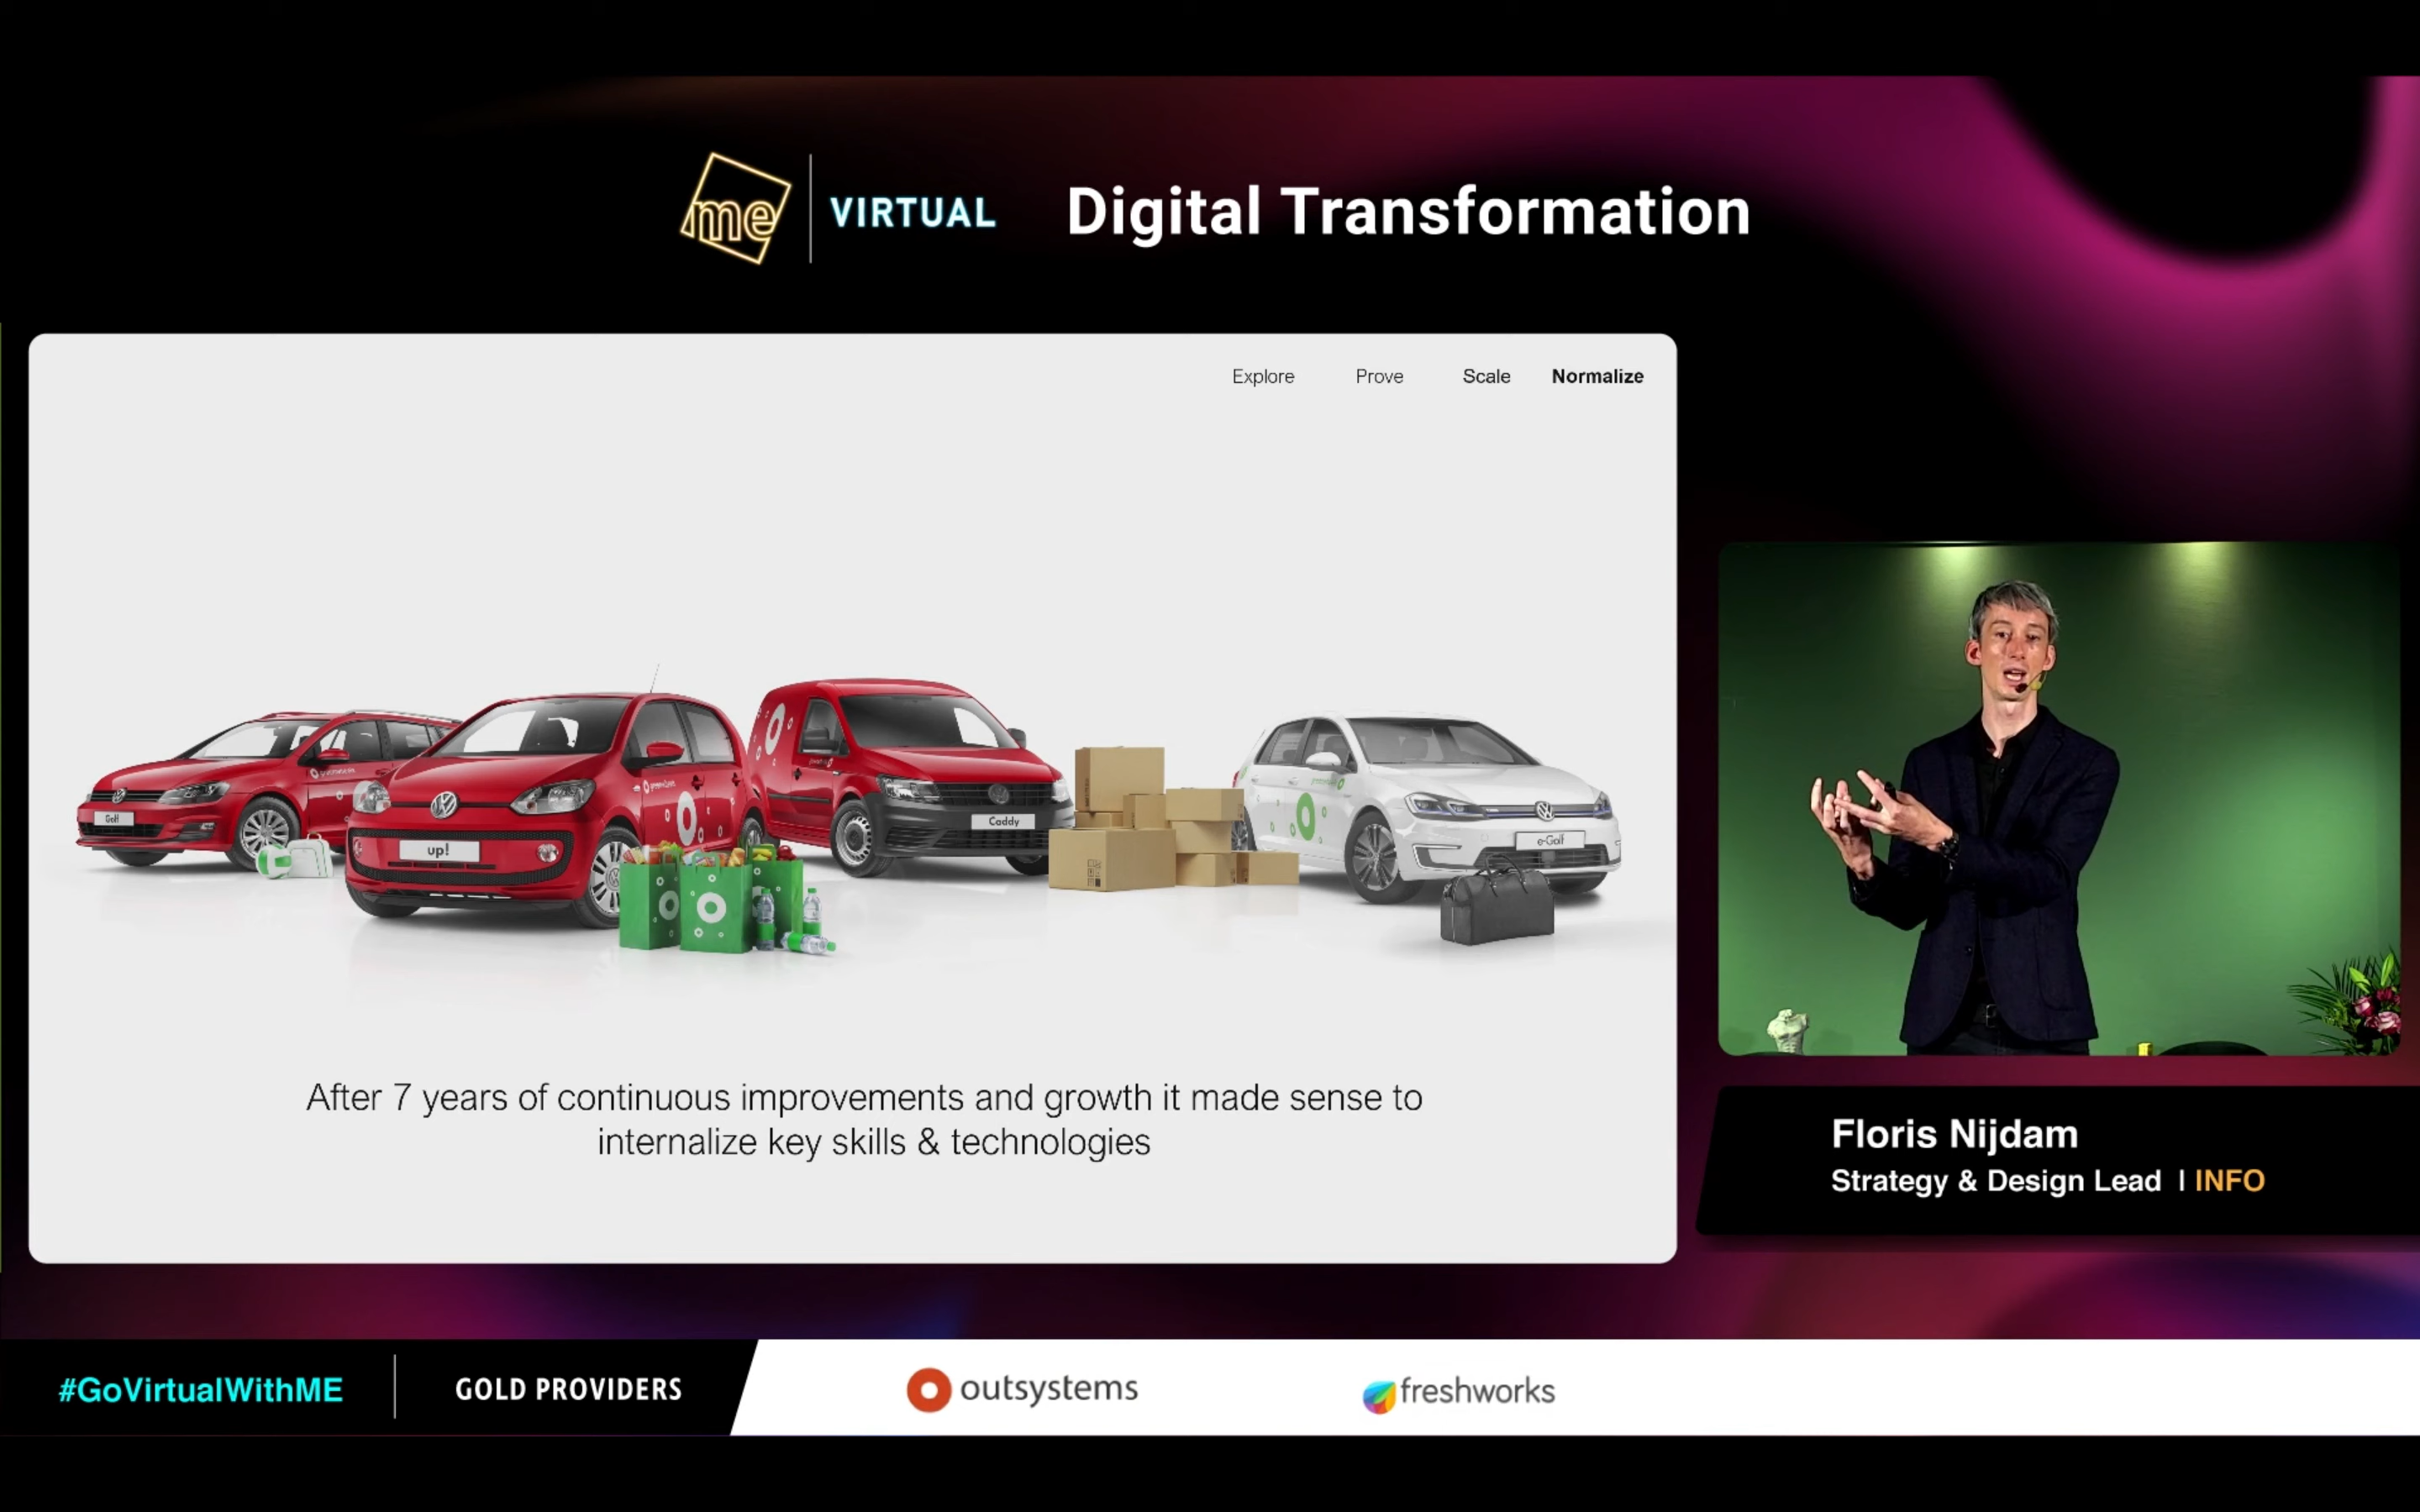 me
VIRTUAL
Digital Transformation
Explore
Prove
Scale
Normalize
Golf
up!
Caddy
e-Golf
After 7 years of continuous improvements and growth it made sense to
internalize key skills & technologies
Floris Nijdam
Strategy & Design Lead | INFO
#GoVirtualWithME
GOLD PROVIDERS
outsystems
freshworks